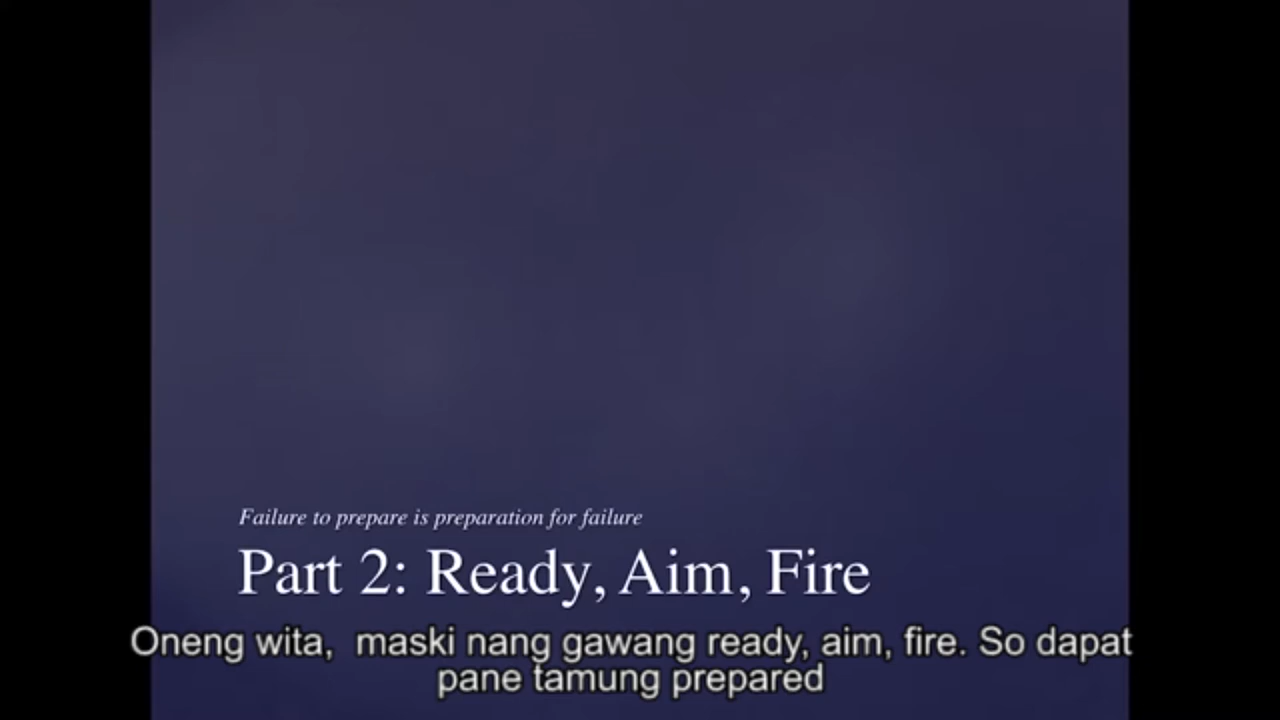 Failure to prepare is preparation for failure
Part 2: Ready, Aim, Fire
Oneng wita,  maski nang gawang ready, aim, fire. So dapat
pane tamung prepared